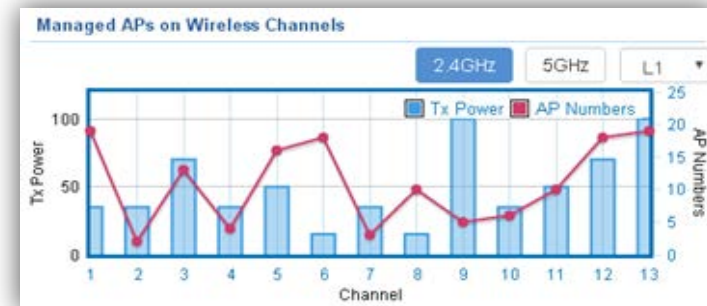 Managed APs on Wireless Channels
2.4GHz 5GHz L1
Tx Power AP Numbers
100
50
0
Tx Power
25
20
15
10
5
0
AP Numbers
1 2 3 4 5 6 7 8 9 10 11 12 13
Channel